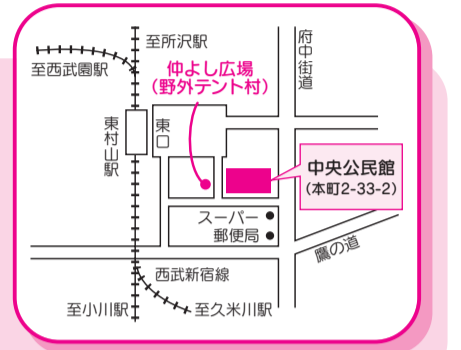 至所沢駅
府中街道
至西武園駅
仲よし広場
(野外テント村)
東村山駅
東口
中央公民館
(本町2-33-2)
スーパー
郵便局
鷹の道
西武新宿線
至小川駅
至久米川駅